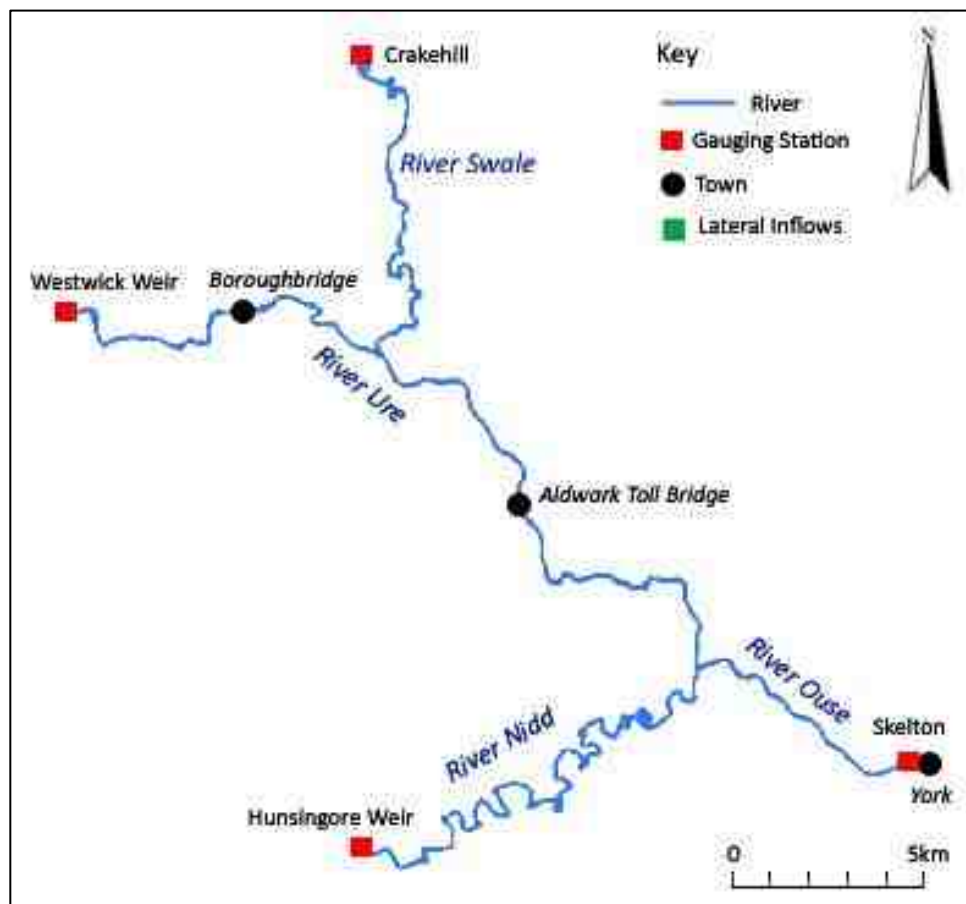 Crakehill
Key
N
River
Gauging Station
Town
Lateral Inflows
River Swale
Westwick Weir
Boroughbridge
River Ure
Aldwark Toll Bridge
River Ouse
Skelton
York
River Nidd
Hunsingore Weir
0 5km